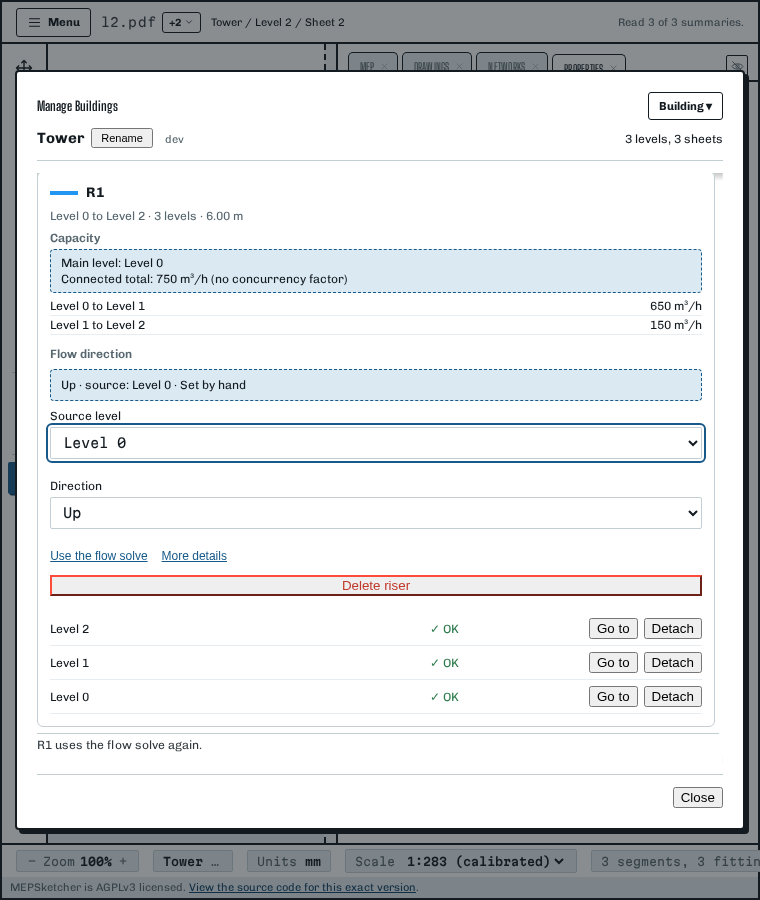 Menu
l2.pdf
+2
Tower / Level 2 / Sheet 2
Read 3 of 3 summaries.
MEP ×
DRAWINGS ×
NETWORKS ×
PROPERTIES ×
Manage Buildings
Building ▾
Tower
Rename
dev
3 levels, 3 sheets
R1
Level 0 to Level 2 · 3 levels · 6.00 m
Capacity
Main level: Level 0
Connected total: 750 m³/h (no concurrency factor)
Level 0 to Level 1 650 m³/h
Level 1 to Level 2 150 m³/h
Flow direction
Up · source: Level 0 · Set by hand
Source level
Level 0
Direction
Up
Use the flow solve More details
Delete riser
Level 2 ✓ OK Go to Detach
Level 1 ✓ OK Go to Detach
Level 0 ✓ OK Go to Detach
R1 uses the flow solve again.
Close
− Zoom 100% + Tower … Units mm Scale 1:283 (calibrated) 3 segments, 3 fittin
MEPSketcher is AGPLv3 licensed. View the source code for this exact version.